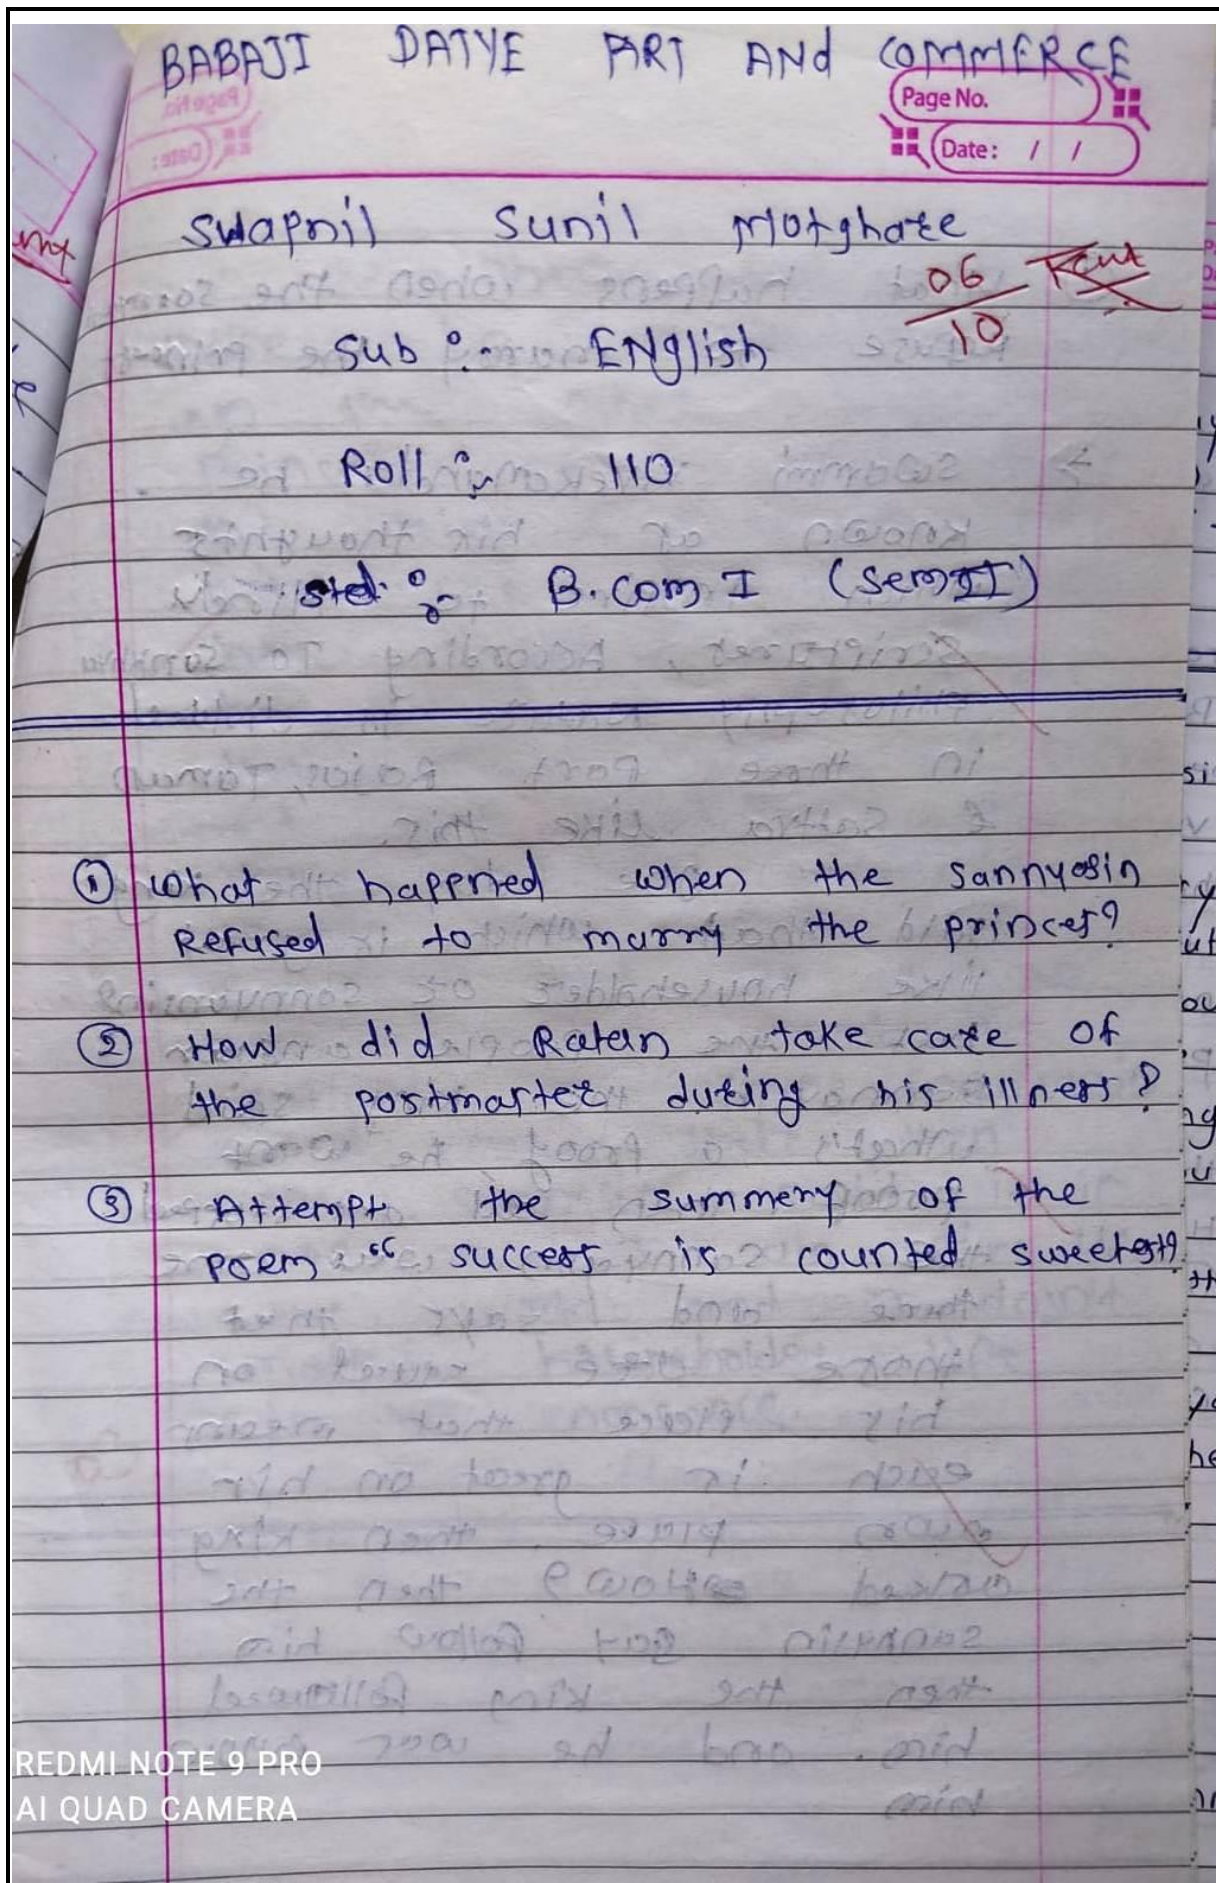 BABAJI DATYE ART ANd COMMERCE
Page No.
Date: / /
Swapnil Sunil Motghare
06
10
Sub :- ENglish
Roll :- 110
std :- B.com I (Sem II)
① what happned when the sannyasin
Refused to marry the princes?
② How did Ratan take care of
the postmaster during his illness?
③ Attempt the summery of the
poem “ success is counted sweetest?
REDMI NOTE 9 PRO
AI QUAD CAMERA